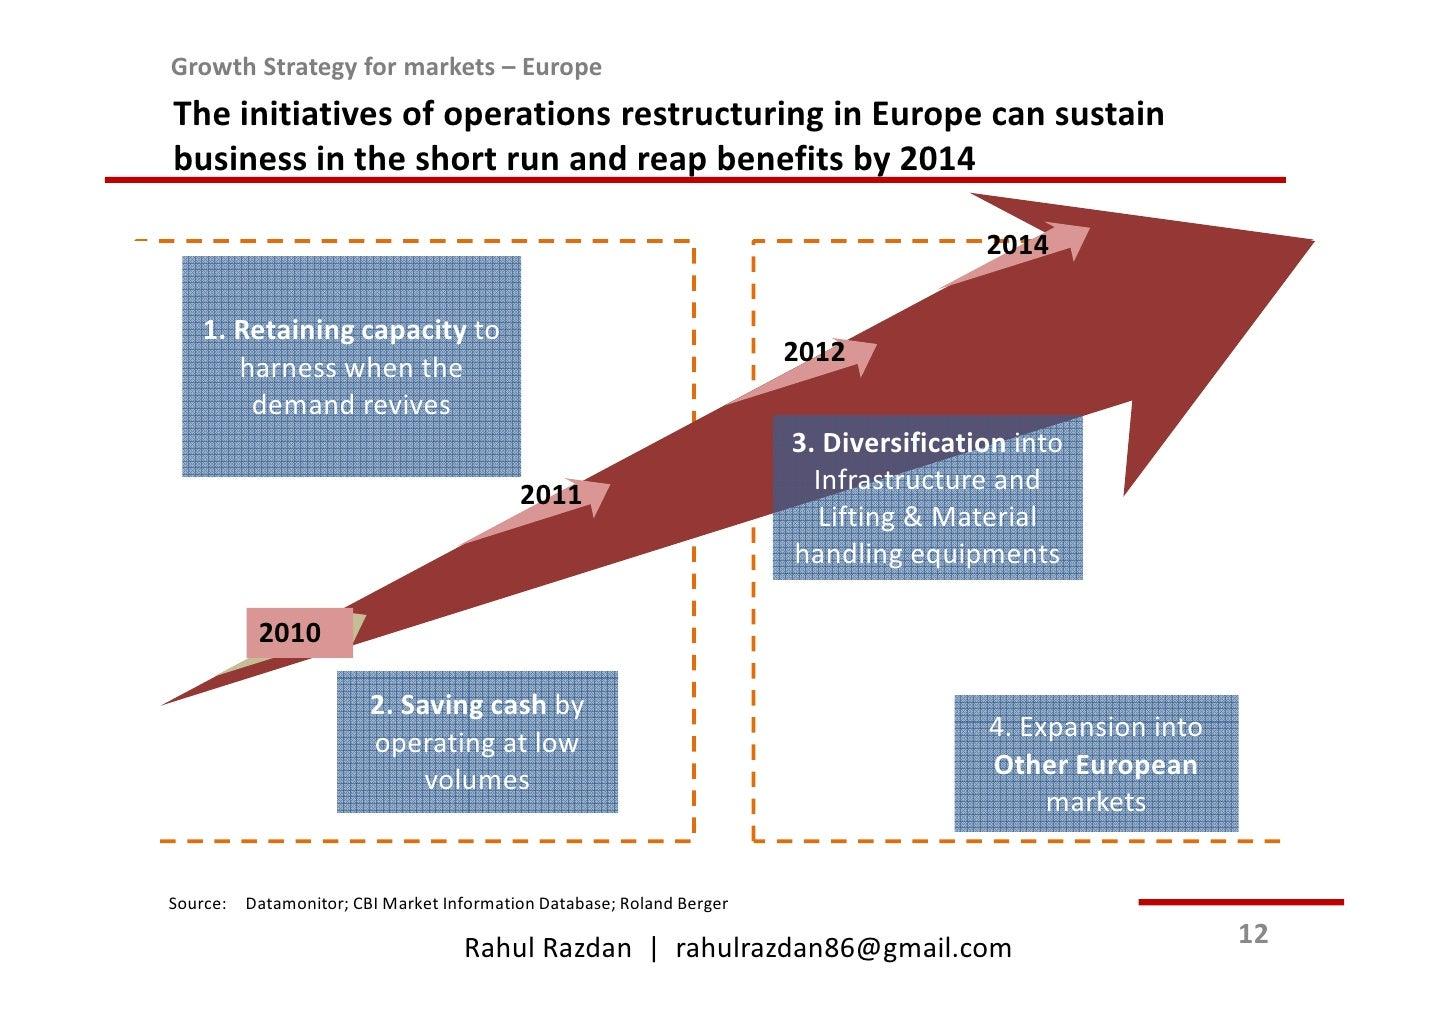 Growth Strategy for markets – Europe
The initiatives of operations restructuring in Europe can sustain
business in the short run and reap benefits by 2014
2014
1. Retaining capacity to
harness when the
demand revives
2012
3. Diversification into
Infrastructure and
Lifting & Material
handling equipments
2011
2010
2. Saving cash by
operating at low
volumes
4. Expansion into
Other European
markets
Source: Datamonitor; CBI Market Information Database; Roland Berger
Rahul Razdan | rahulrazdan86@gmail.com
12